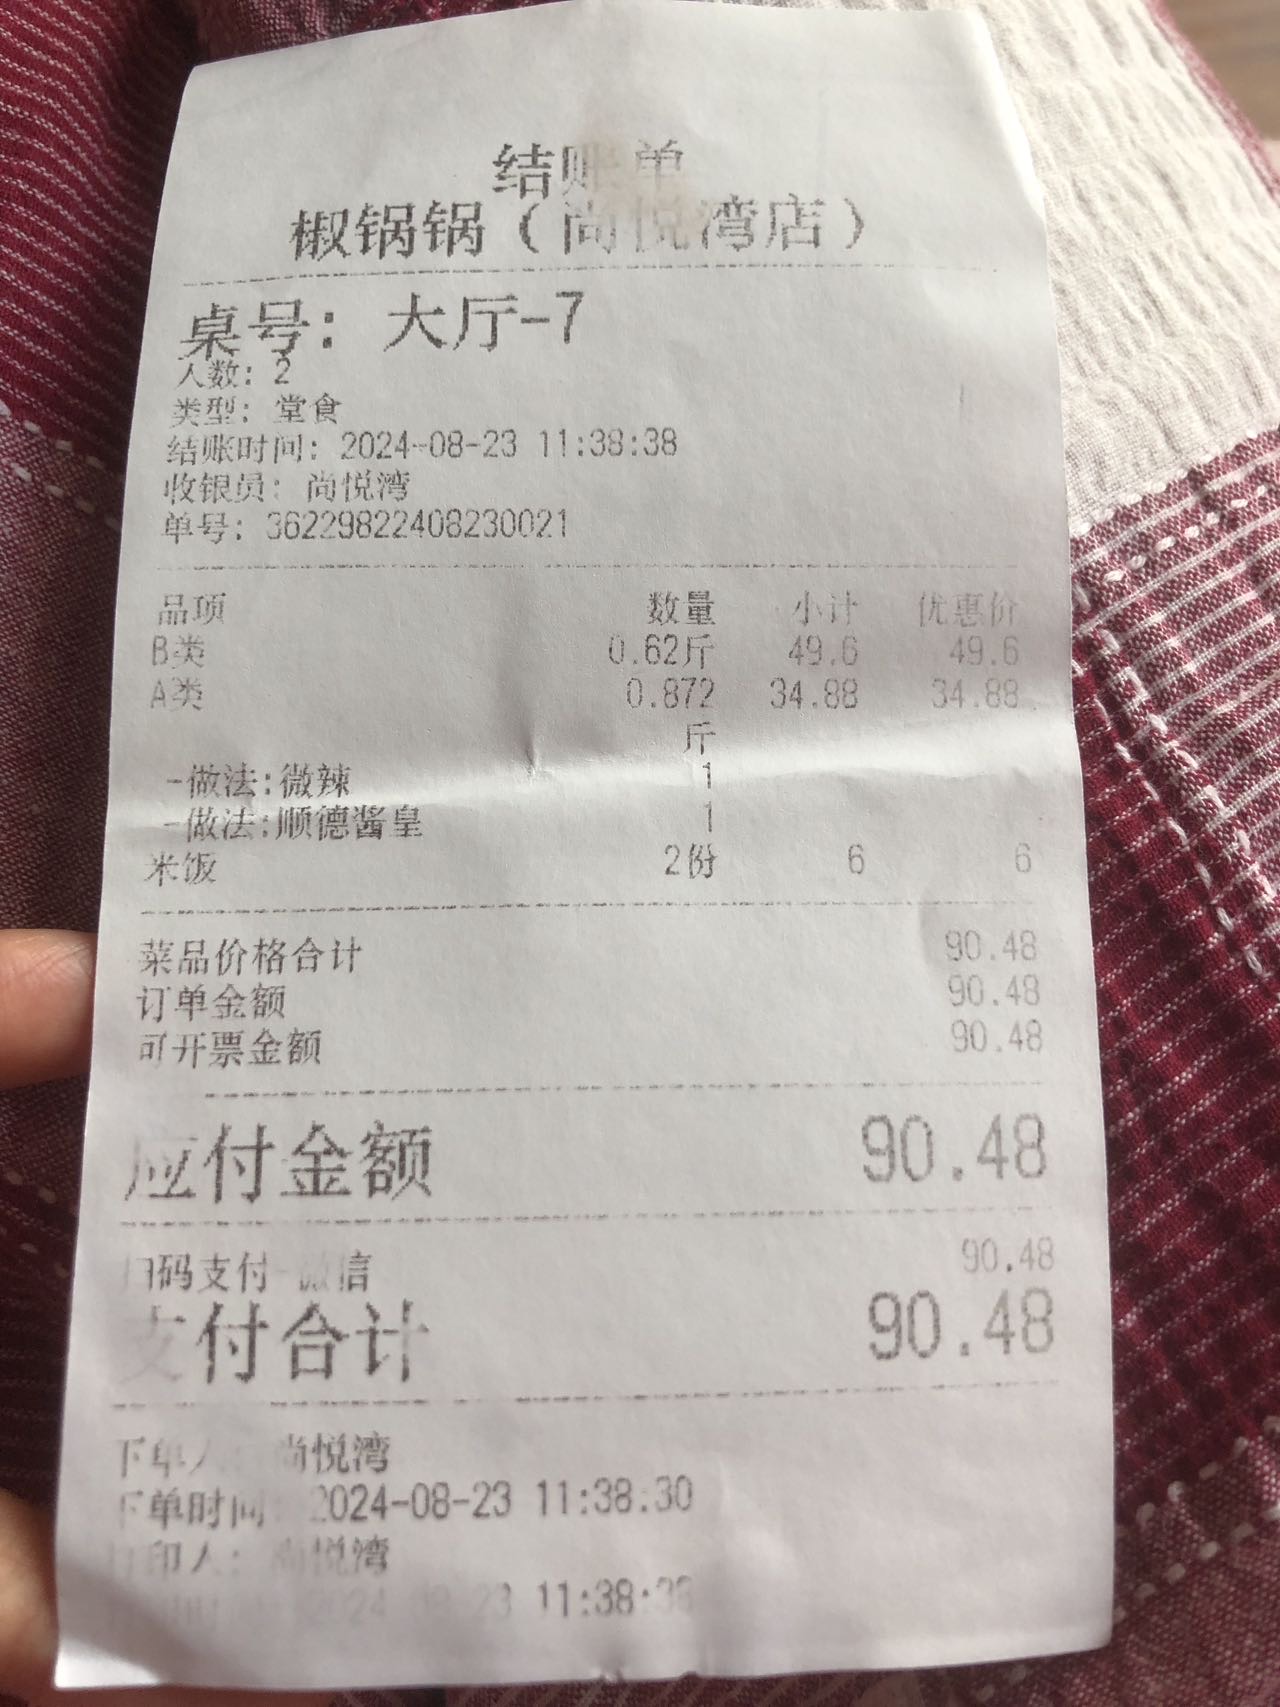 结账单
椒锅锅（尚悦湾店）
桌号: 大厅-7
人数: 2
类型: 堂食
结账时间: 2024-08-23 11:38:38
收银员: 尚悦湾
单号: 36229822408230021
品项 数量 小计 优惠价
B类 0.62斤 49.6 49.6
A类 0.872 34.88 34.88
斤
-做法:微辣 1
-做法:顺德酱皇 1
米饭 2份 6 6
菜品价格合计 90.48
订单金额 90.48
可开票金额 90.48
应付金额 90.48
扫码支付-微信 90.48
支付合计 90.48
下单人: 尚悦湾
下单时间: 2024-08-23 11:38:30
打印人: 尚悦湾
2024-08-23